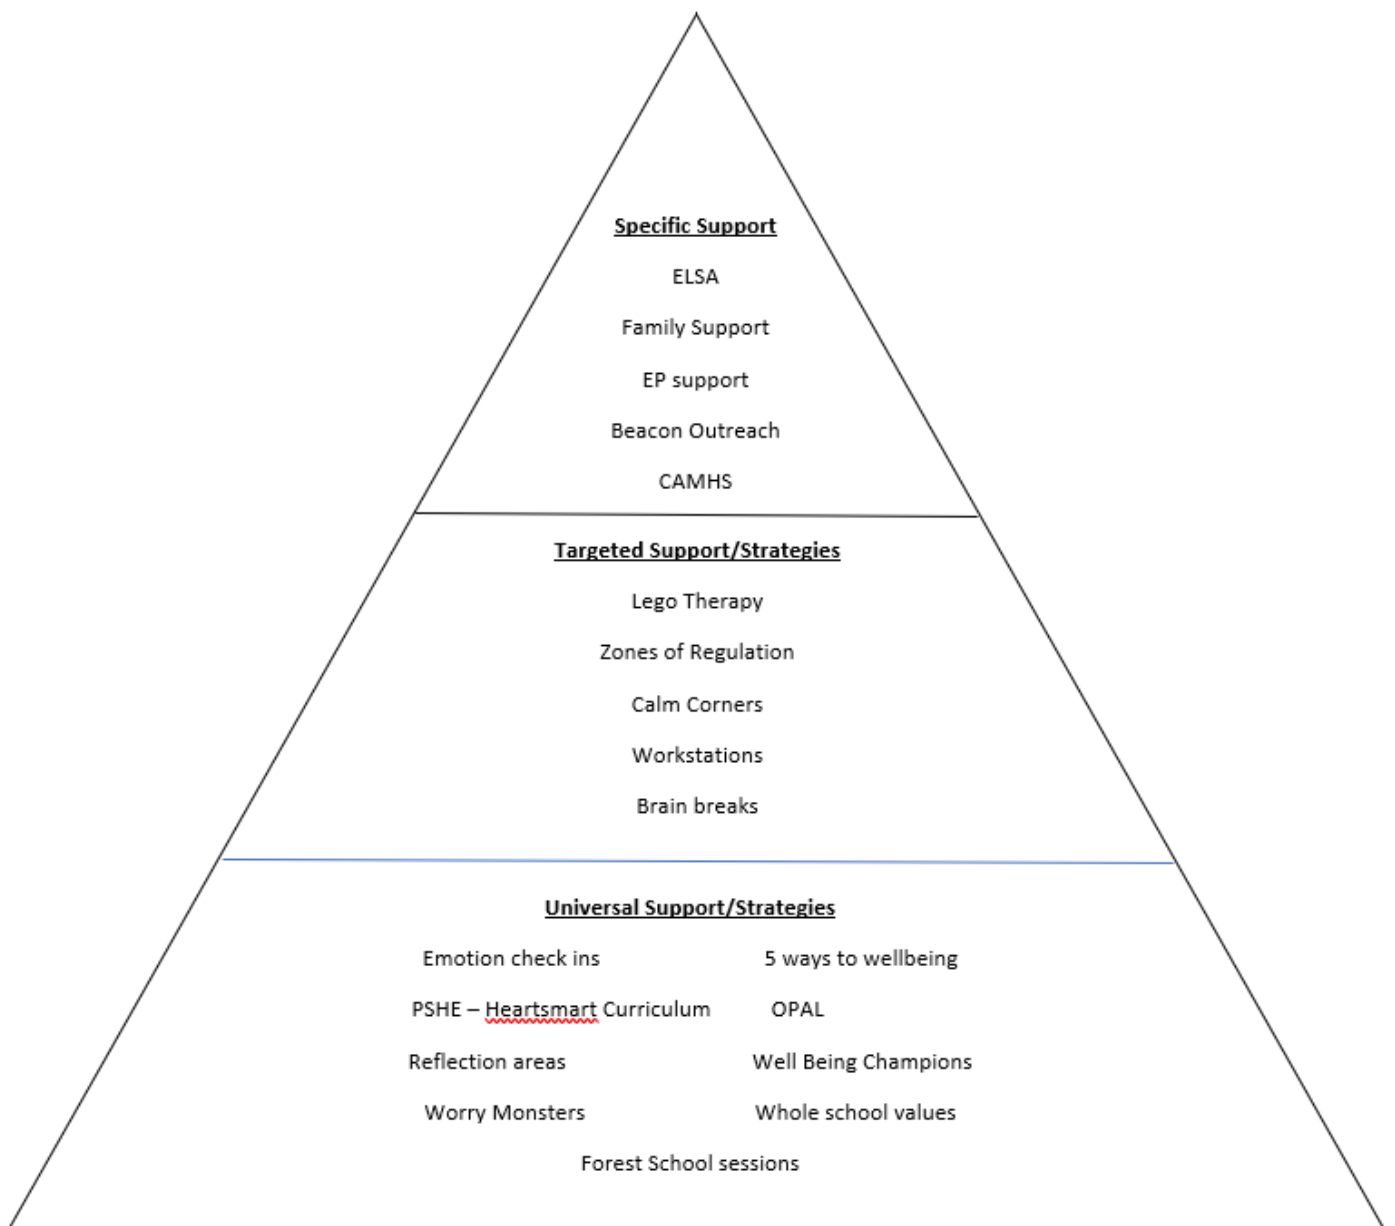 Specific Support
ELSA
Family Support
EP support
Beacon Outreach
CAMHS
Targeted Support/Strategies
Lego Therapy
Zones of Regulation
Calm Corners
Workstations
Brain breaks
Universal Support/Strategies
Emotion check ins 5 ways to wellbeing
PSHE – Heartsmart Curriculum OPAL
Reflection areas Well Being Champions
Worry Monsters Whole school values
Forest School sessions